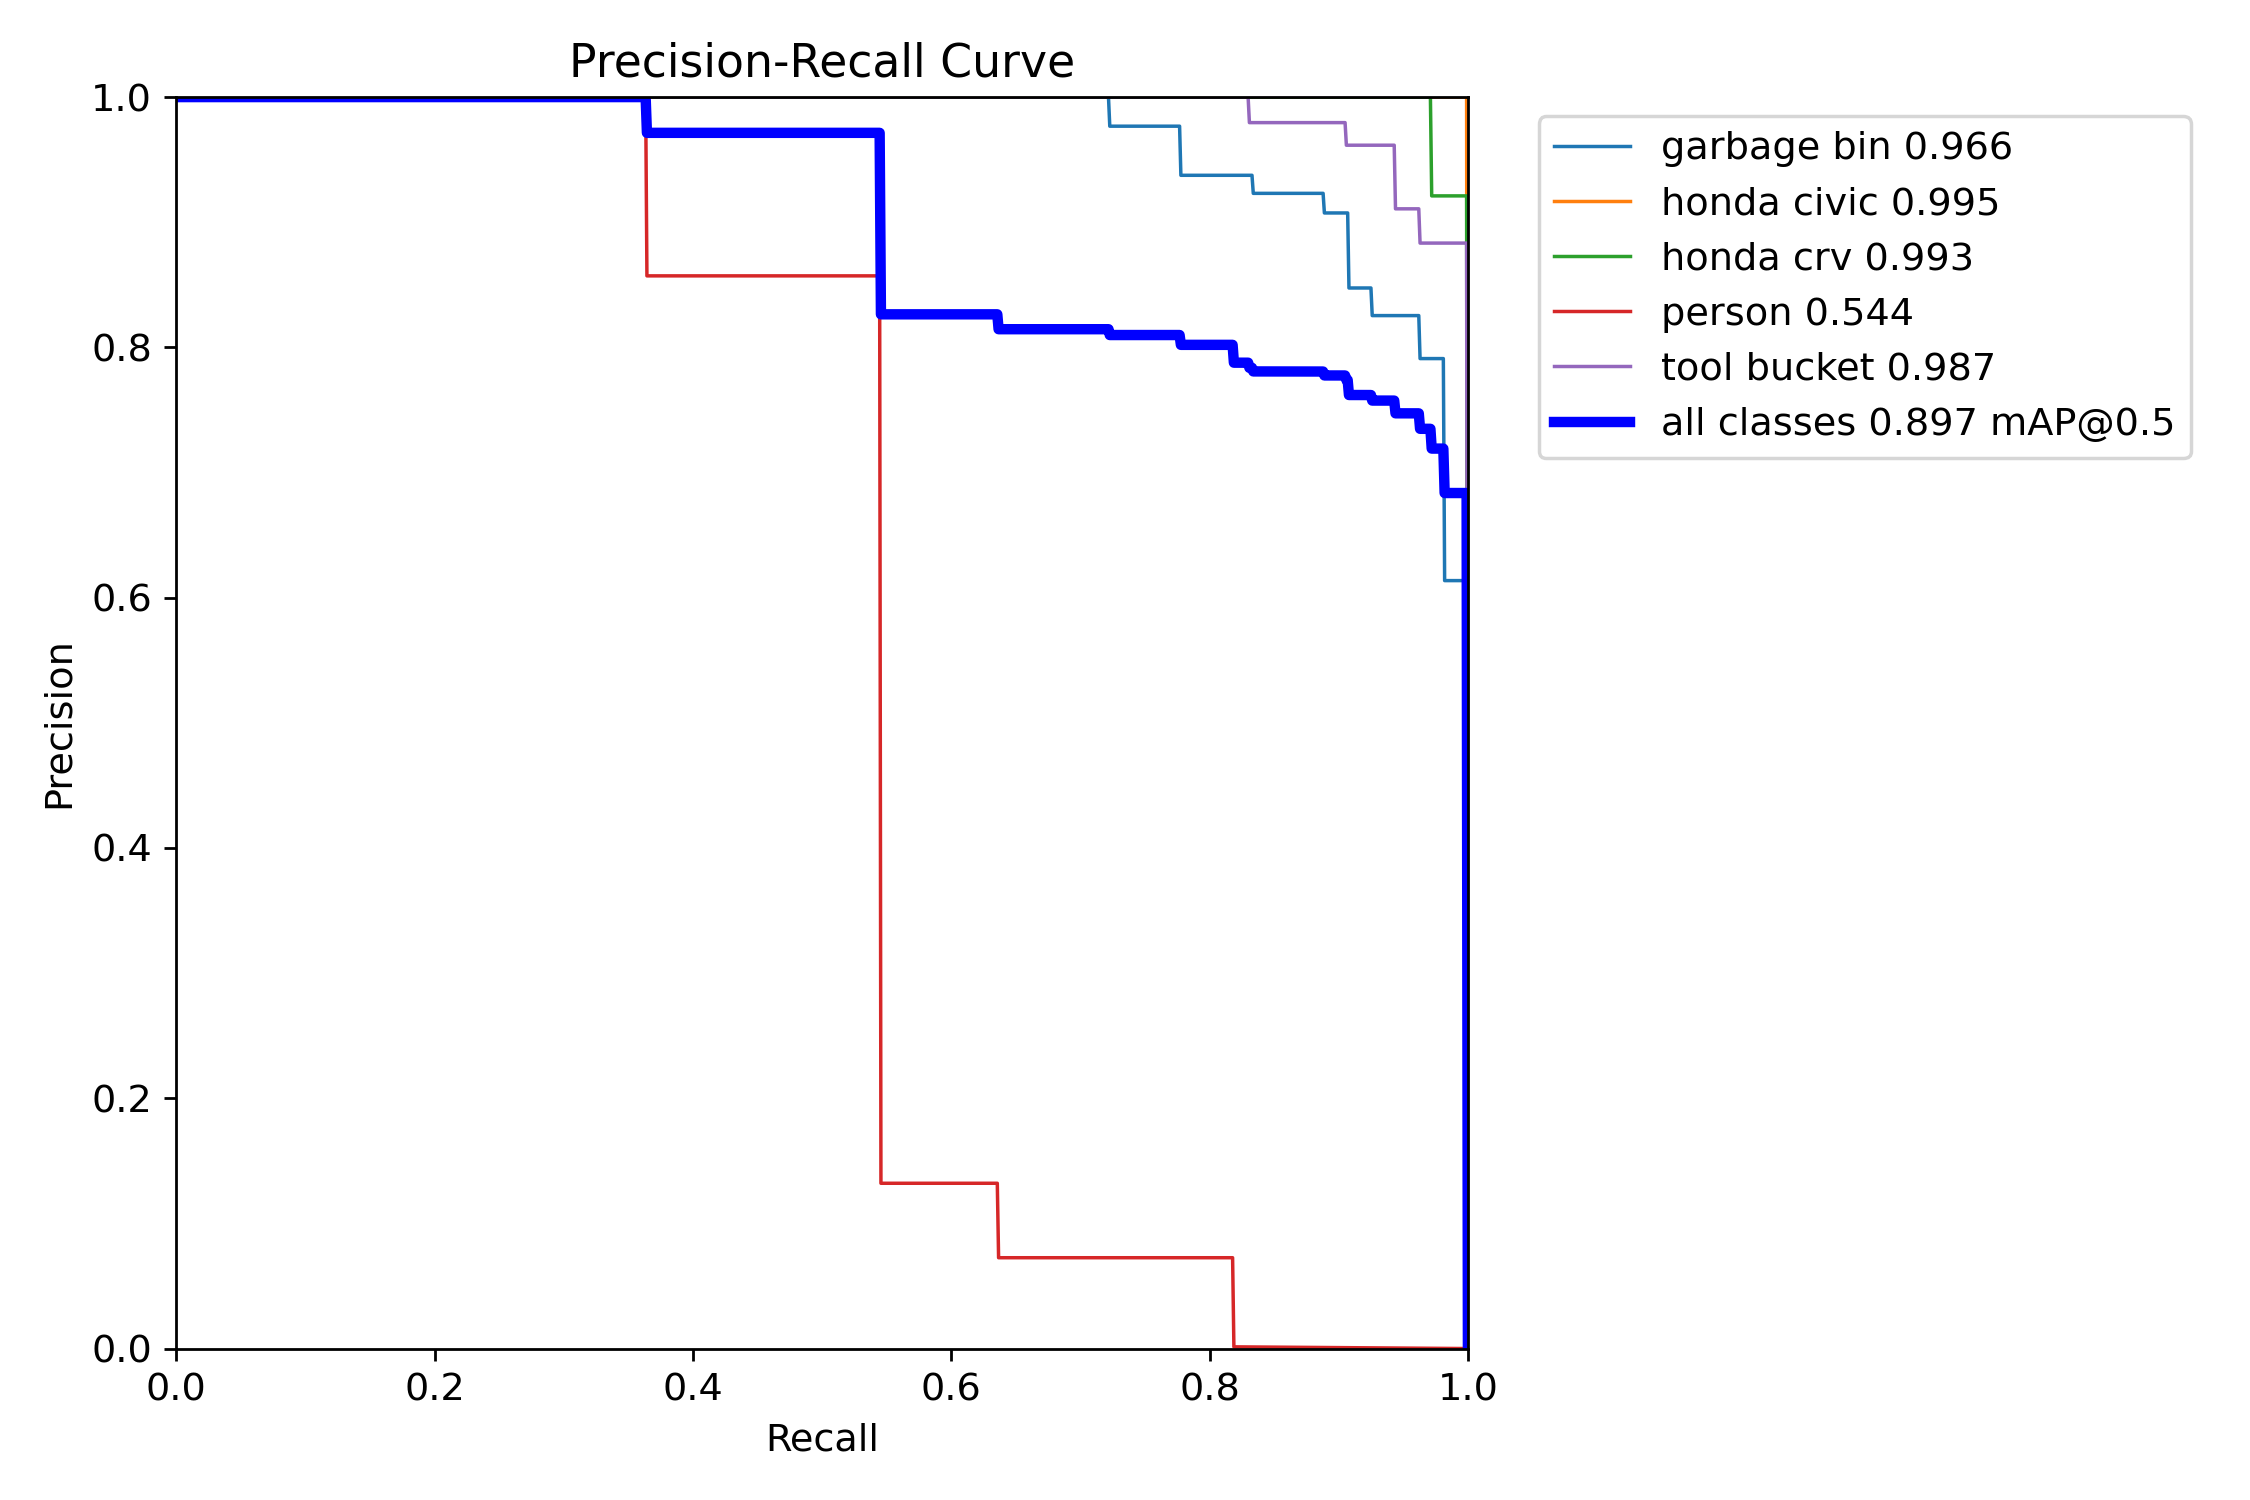 Precision-Recall Curve
1.0
0.8
0.6
0.4
0.2
0.0
Precision
0.0 0.2 0.4 0.6 0.8 1.0
Recall
garbage bin 0.966
honda civic 0.995
honda crv 0.993
person 0.544
tool bucket 0.987
all classes 0.897 mAP@0.5